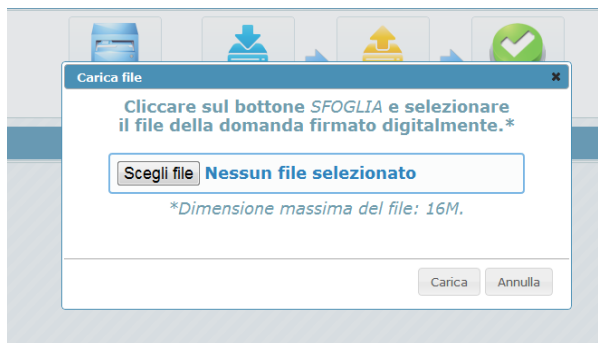 Carica file
Cliccare sul bottone SFOGLIA e selezionare
il file della domanda firmato digitalmente.*
Scegli file Nessun file selezionato
*Dimensione massima del file: 16M.
Carica Annulla